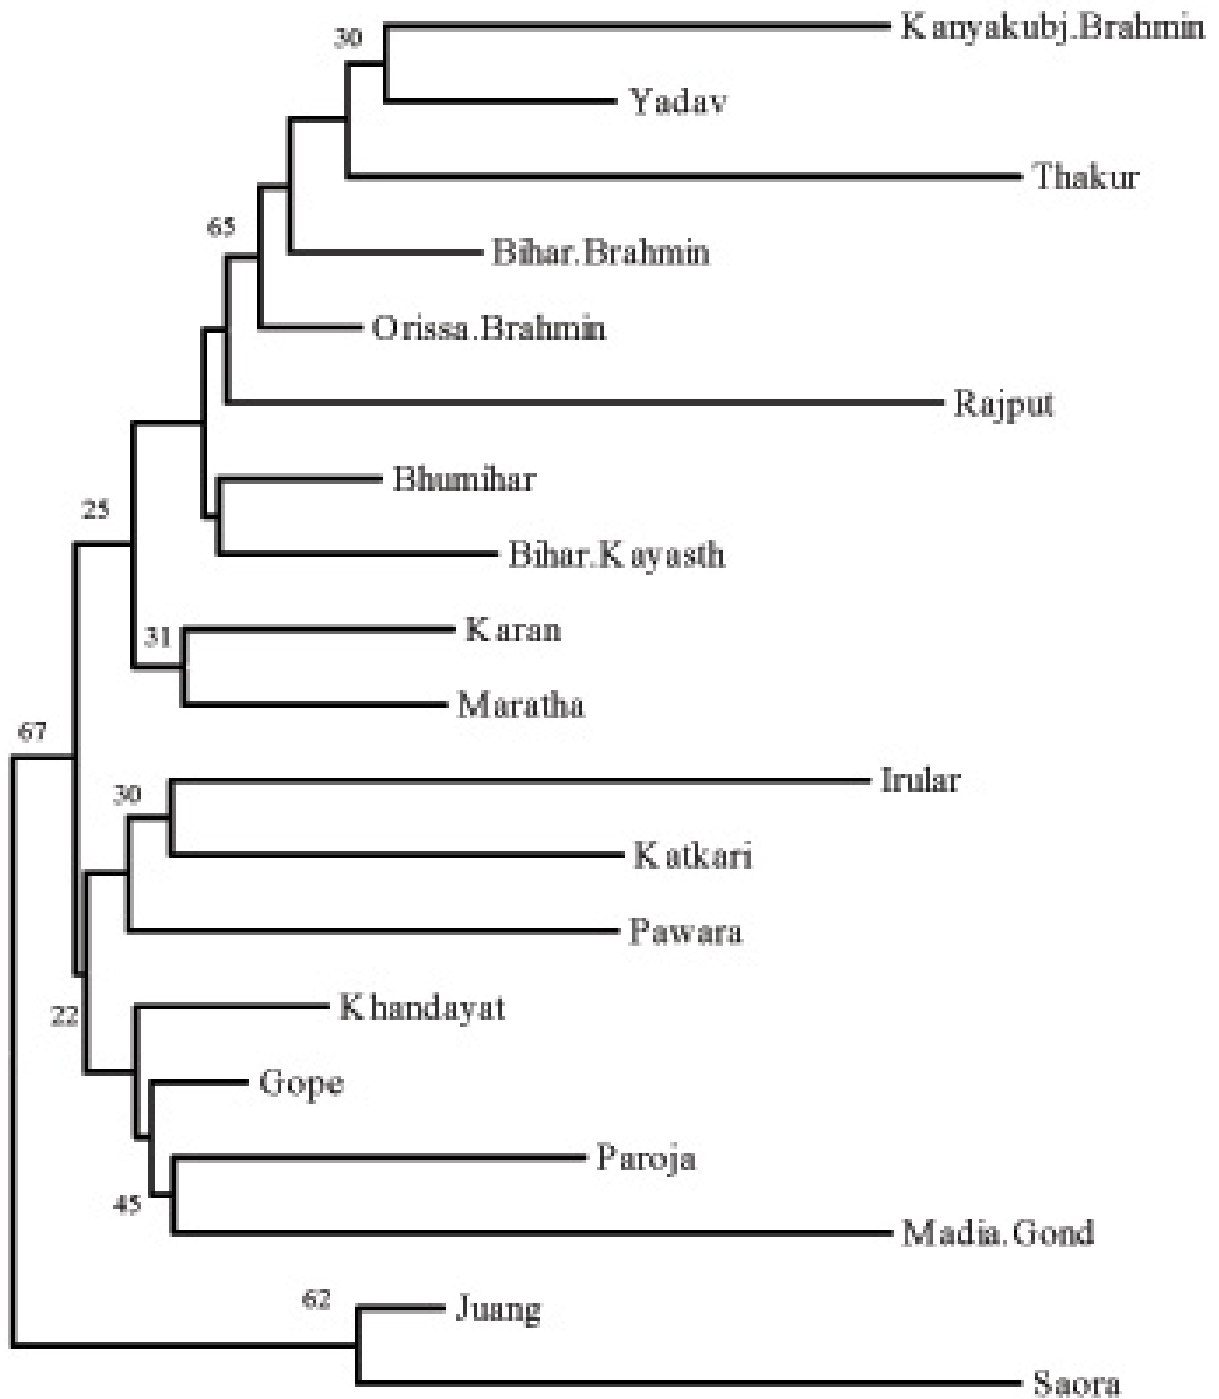 30
Kanyakubj.Brahmin
Yadav
Thakur
65
Bihar.Brahmin
Orissa.Brahmin
Rajput
Bhumihar
25
Bihar.Kayasth
Karan
31
Maratha
67
Irular
30
Katkari
Pawara
Khandayat
22
Gope
Paroja
45
Madia.Gond
62
Juang
Saora